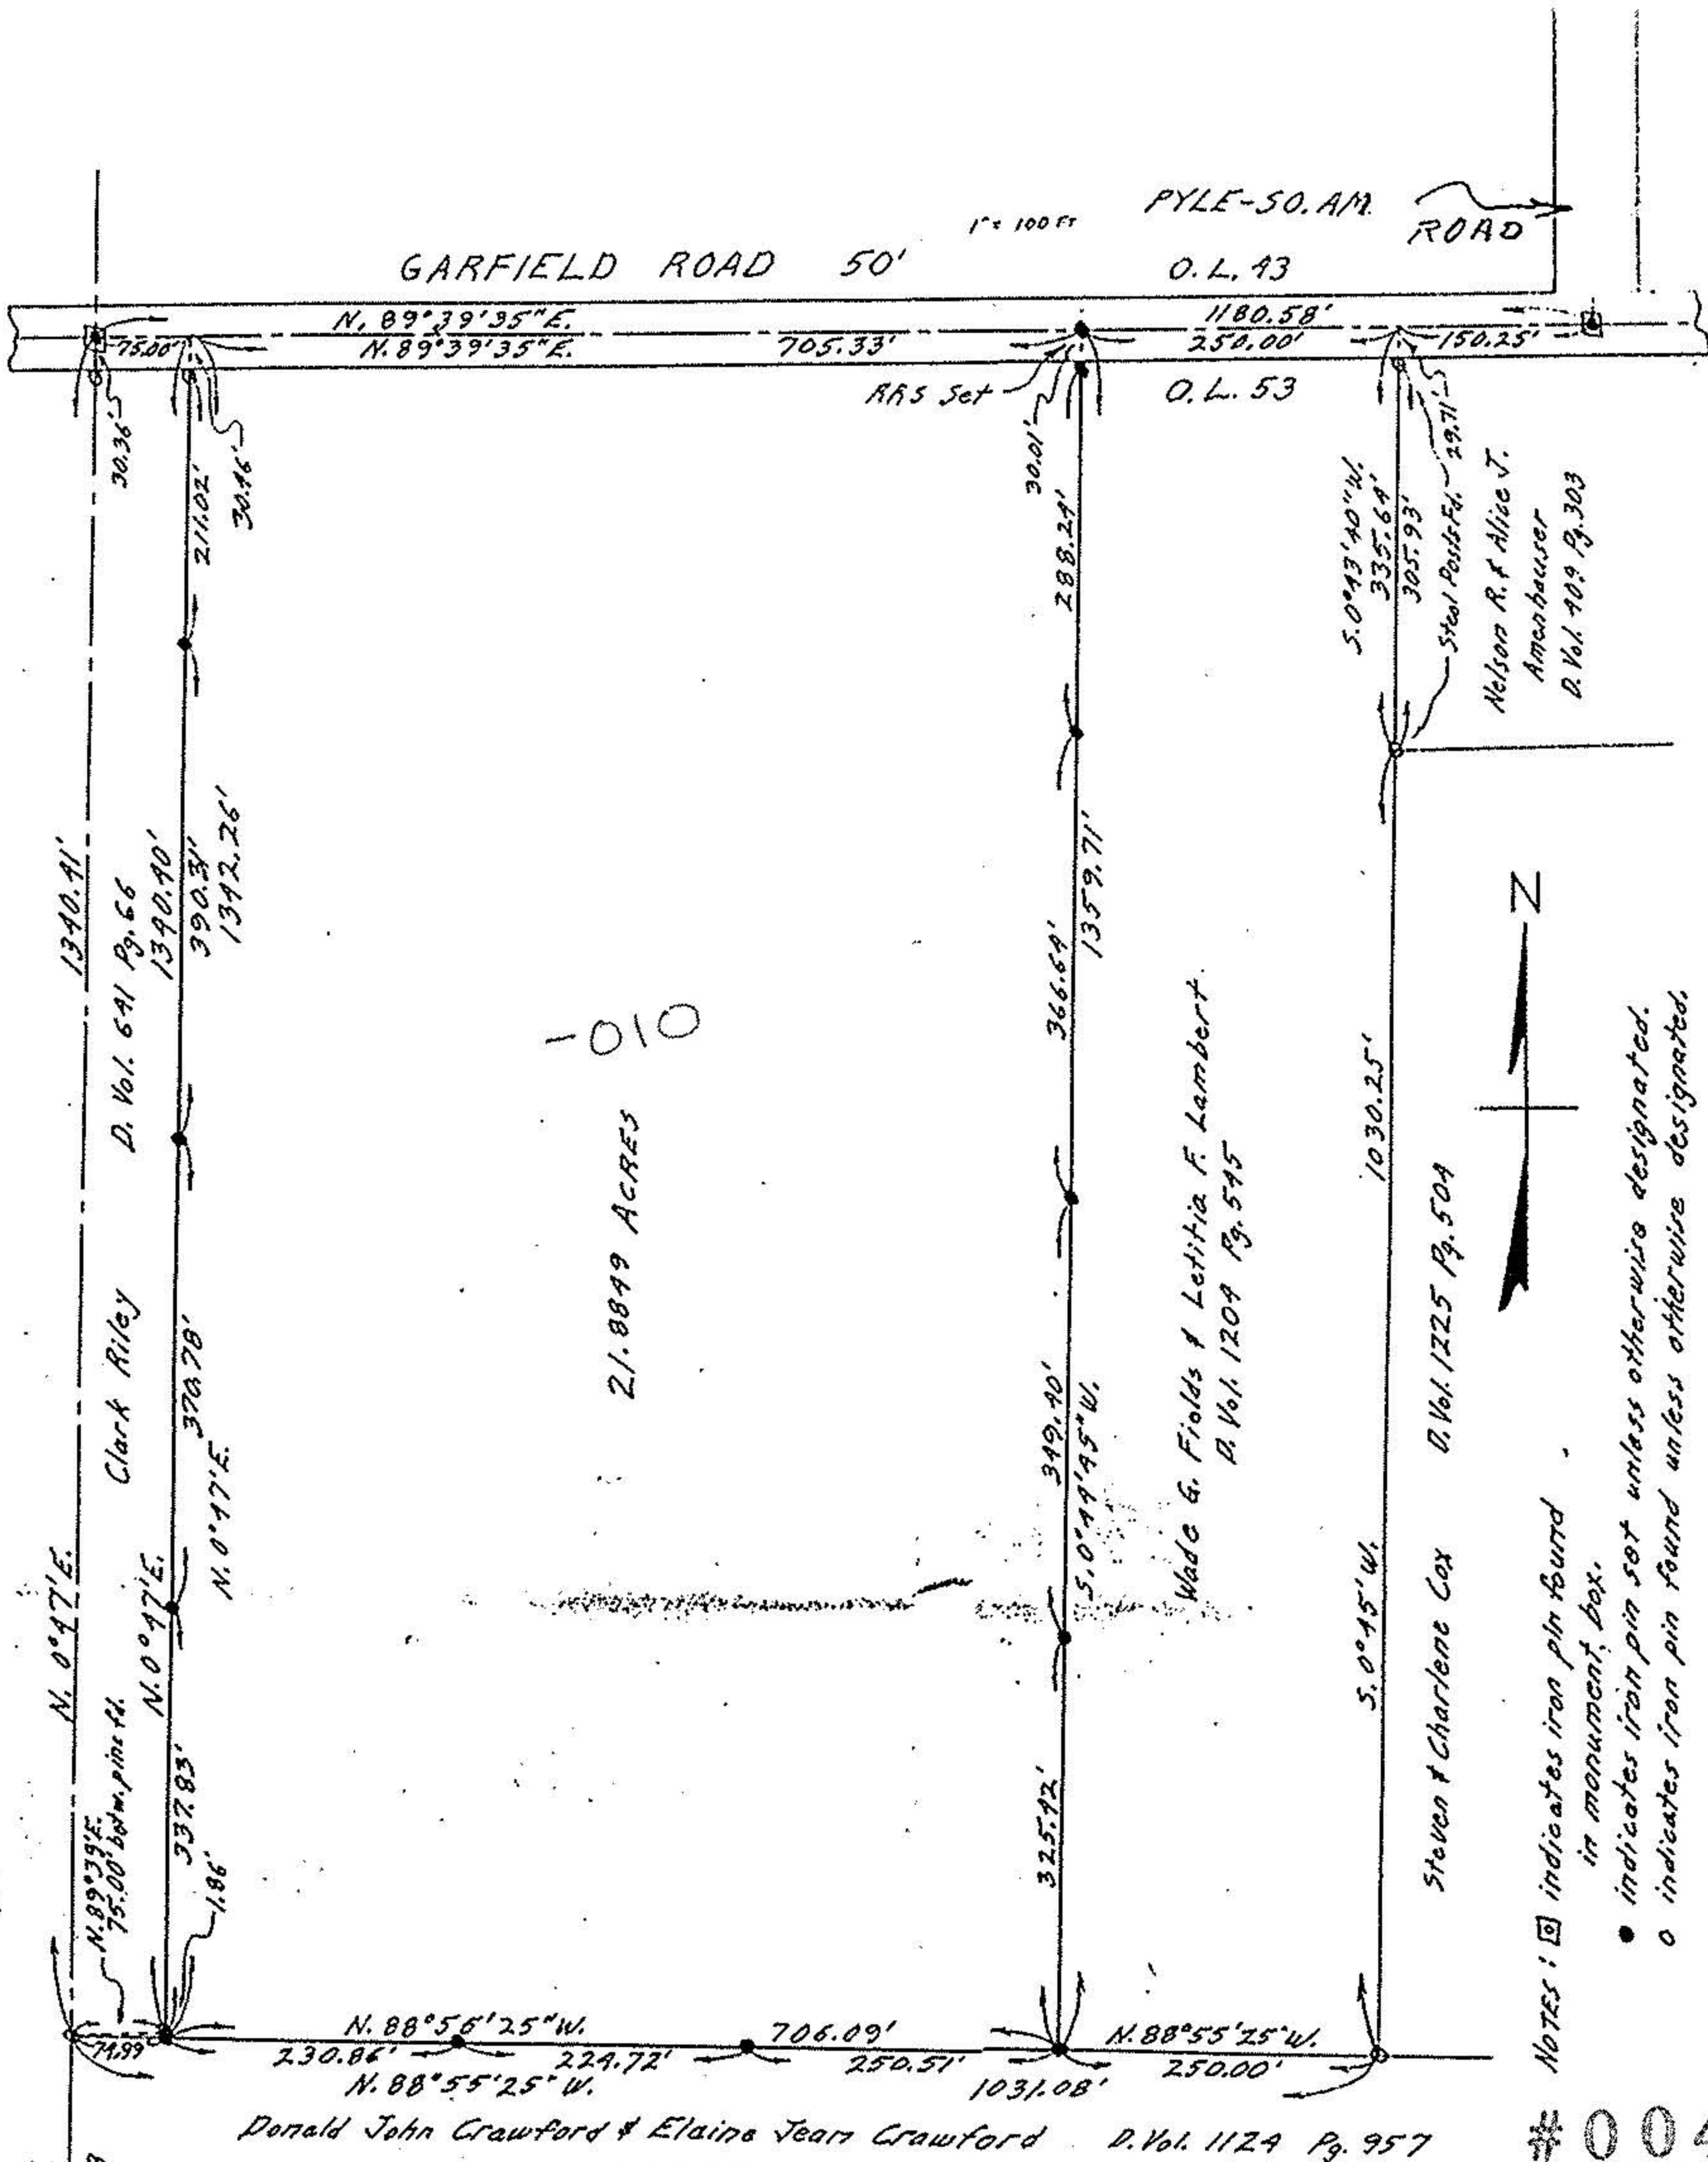 PYLE-SO. AM.
ROAD
1" = 100 FT
GARFIELD ROAD 50'
O.L. 43
N. 89°39'35"E.
1180.58'
75.00'
N. 89°39'35"E.
705.33'
250.00'
150.25'
RRS Set
O.L. 53
30.36'
211.02'
30.46'
30.01'
288.24'
S. 0°43'40"W.
335.64'
305.93'
Steel Posts Fd.
29.71'
Nelson R. & Alice J.
Amenhauser
D. Vol. 409 Pg. 303
1340.41'
D. Vol. 641 Pg. 66
1340.40'
390.31'
1342.26'
-010
21.8849 ACRES
366.64'
1359.71'
1030.25'
N
Clark Riley
370.78'
N. 0°47'E.
349.40'
S. 0°44'45"W.
Wade G. Fields & Letitia F. Lambert
D. Vol. 1204 Pg. 545
N. 0°47'E.
N. 0°47'E.
S. 0°45'W.
Steven & Charlene Cox D. Vol. 1225 Pg. 504
N. 89°39'E.
75.00' betw. pins fd.
337.83'
1.86'
325.42'
74.99'
N. 88°56'25"W.
706.09'
N. 88°55'25"W.
230.86'
224.72'
250.51'
250.00'
N. 88°55'25"W.
1031.08'
Donald John Crawford & Elaine Jean Crawford D. Vol. 1124 Pg. 957
NOTES: indicates iron pin found
in monument box.
● indicates iron pin set unless otherwise designated.
o indicates iron pin found unless otherwise designated.
#004